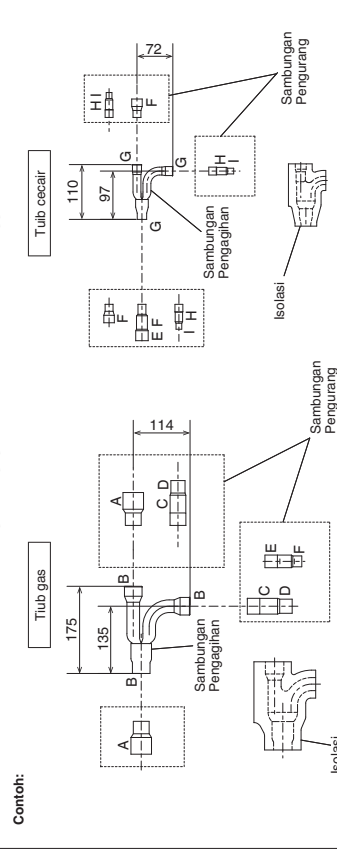 Contoh:
Tiub gas
175
135
B
B
B
A
114
A
C D
C
D
E
F
Sambungan
Pengagihan
Sambungan
Pengurang
Isolasi
Tuib cecair
110
97
G
G
G
72
H I
F
F
E F
I H
H
I
Sambungan
Pengagihan
Sambungan
Pengurang
Isolasi